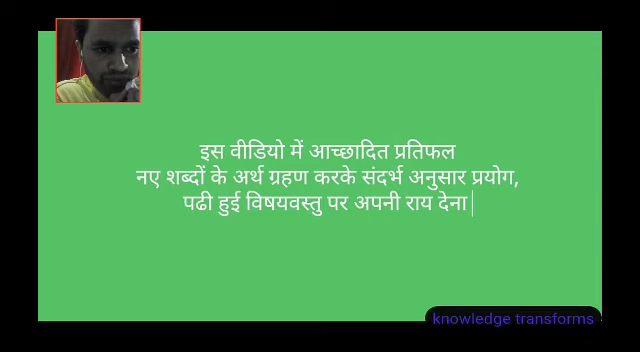 इस वीडियो में आच्छादित प्रतिफल
नए शब्दों के अर्थ ग्रहण करके संदर्भ अनुसार प्रयोग,
पढी हुई विषयवस्तु पर अपनी राय देना
knowledge transforms